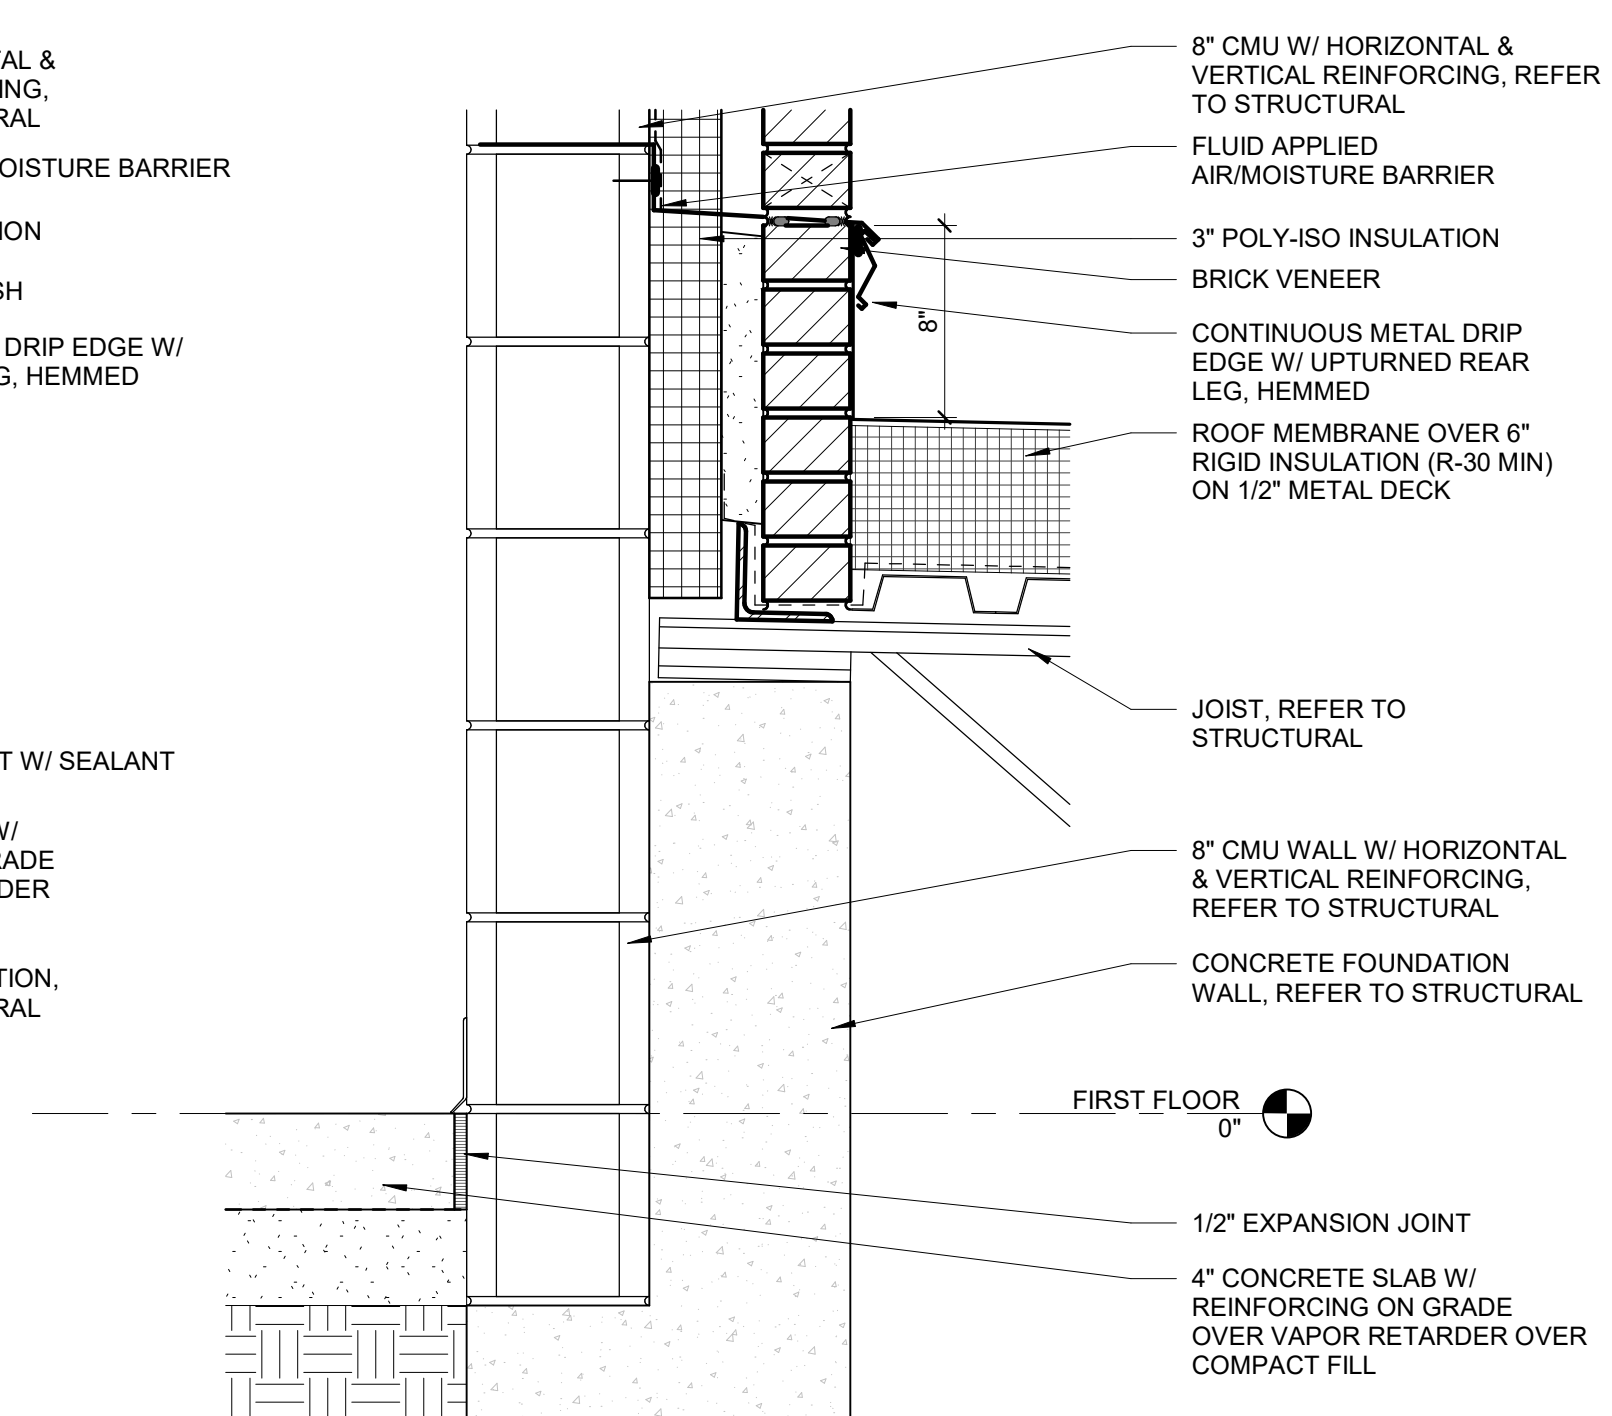 TAL &
ING,
RAL
MOISTURE BARRIER
ION
SH
DRIP EDGE W/
G, HEMMED
T W/ SEALANT
W/
RADE
DER
TION,
RAL
8" CMU W/ HORIZONTAL &
VERTICAL REINFORCING, REFER
TO STRUCTURAL
FLUID APPLIED
AIR/MOISTURE BARRIER
3" POLY-ISO INSULATION
BRICK VENEER
8"
CONTINUOUS METAL DRIP
EDGE W/ UPTURNED REAR
LEG, HEMMED
ROOF MEMBRANE OVER 6"
RIGID INSULATION (R-30 MIN)
ON 1/2" METAL DECK
JOIST, REFER TO
STRUCTURAL
8" CMU WALL W/ HORIZONTAL
& VERTICAL REINFORCING,
REFER TO STRUCTURAL
CONCRETE FOUNDATION
WALL, REFER TO STRUCTURAL
FIRST FLOOR
0"
1/2" EXPANSION JOINT
4" CONCRETE SLAB W/
REINFORCING ON GRADE
OVER VAPOR RETARDER OVER
COMPACT FILL